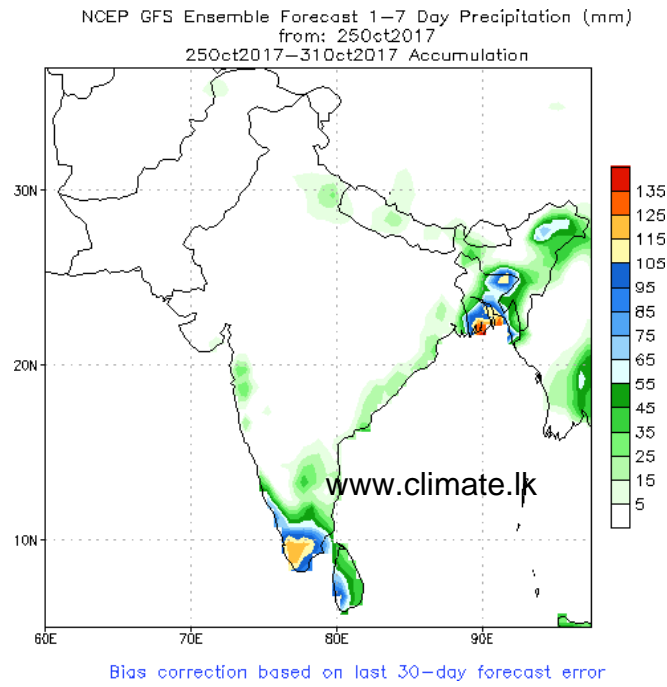 NCEP GFS Ensemble Forecast 1-7 Day Precipitation (mm)
from: 25Oct2017
25Oct2017-31Oct2017 Accumulation
30N
20N
10N
60E
70E
80E
90E
www.climate.lk
135
125
115
105
95
85
75
65
55
45
35
25
15
5
Bias correction based on last 30-day forecast error